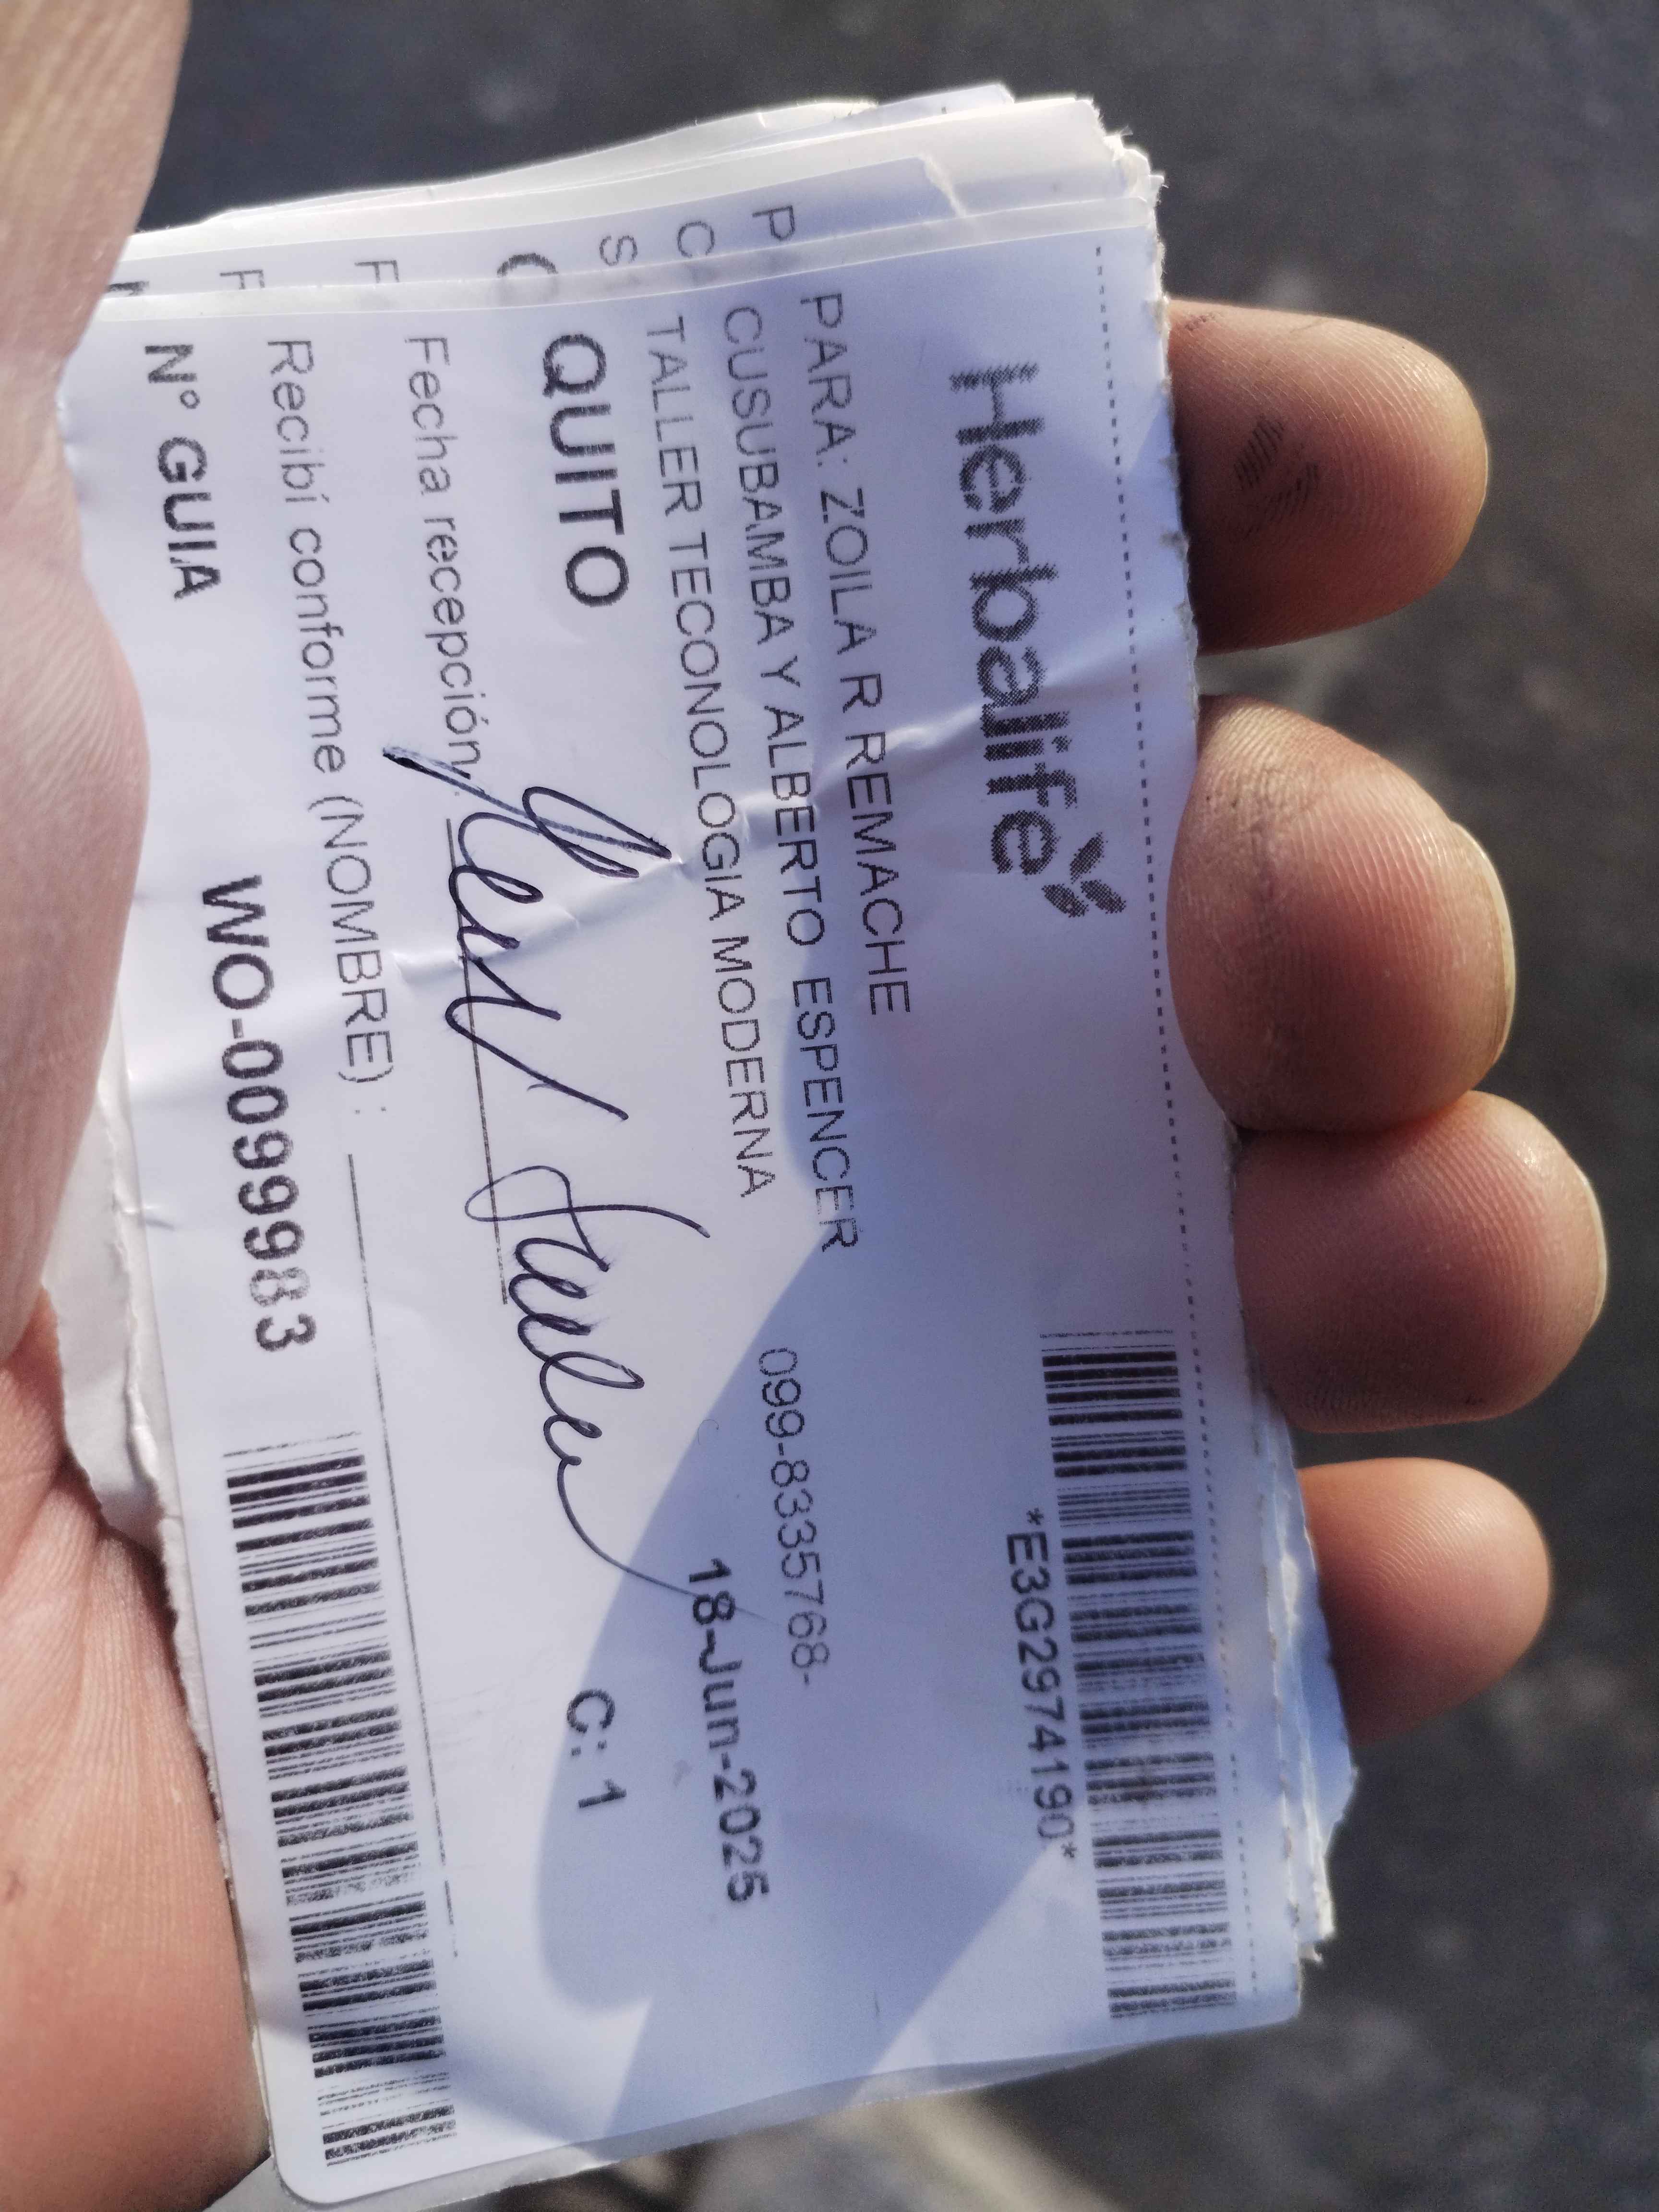 Herbalife
*E3G2974190*
PARA: ZOILA R REMACHE
CUSUBAMBA Y ALBERTO ESPENCER
099-8335768-
TALLER TECONOLOGIA MODERNA
18-Jun-2025
QUITO
C: 1
Fecha recepción:
Recibí conforme (NOMBRE) :
N° GUIA
WO-0099983
P
C
S
F
F